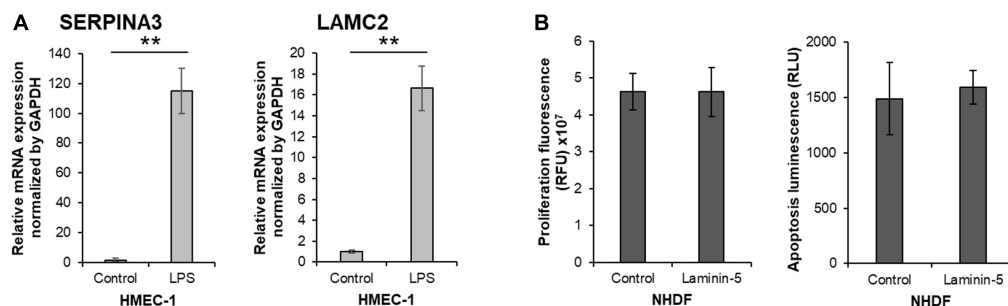 A
SERPINA3
**
Relative mRNA expression
normalized by GAPDH
140
120
100
80
60
40
20
0
Control LPS
HMEC-1
LAMC2
**
Relative mRNA expression
normalized by GAPDH
20
18
16
14
12
10
8
6
4
2
0
Control LPS
HMEC-1
B
Proliferation fluorescence
(RFU) x10⁷
6
5
4
3
2
1
0
Control Laminin-5
NHDF
Apoptosis luminescence (RLU)
2000
1500
1000
500
0
Control Laminin-5
NHDF